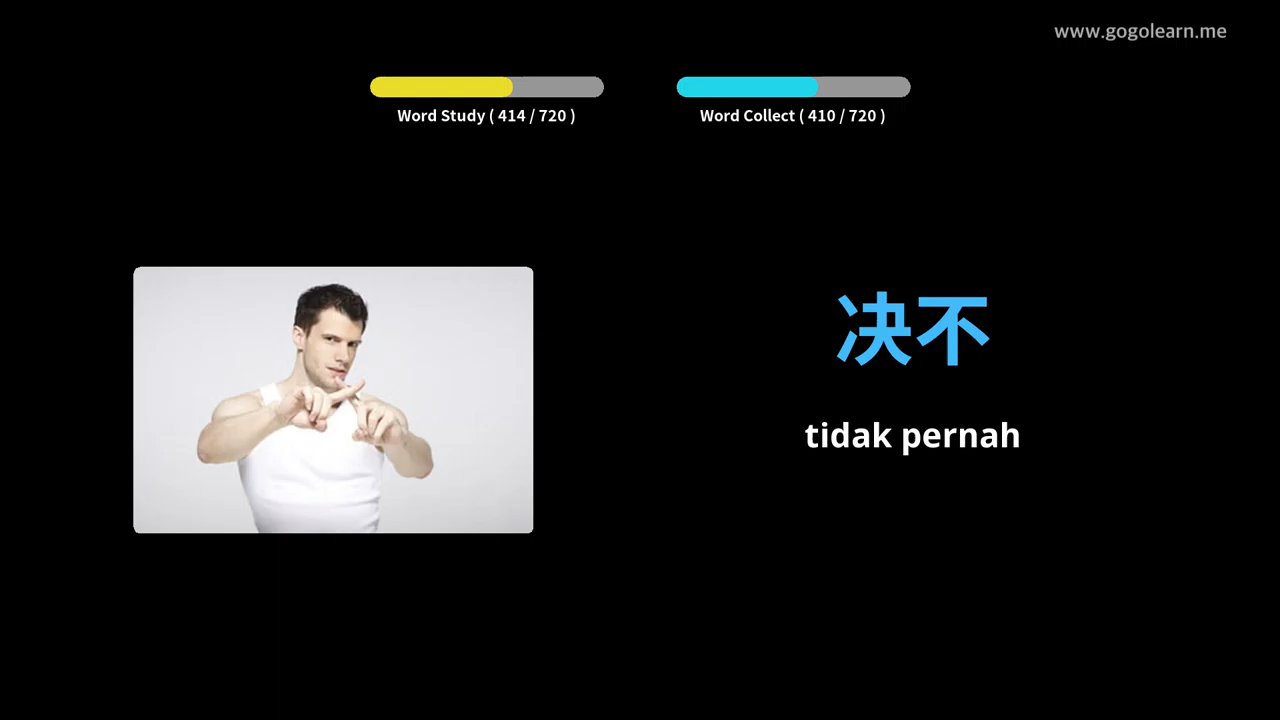 www.gogolearn.me
Word Study ( 414 / 720 )
Word Collect ( 410 / 720 )
决不
tidak pernah